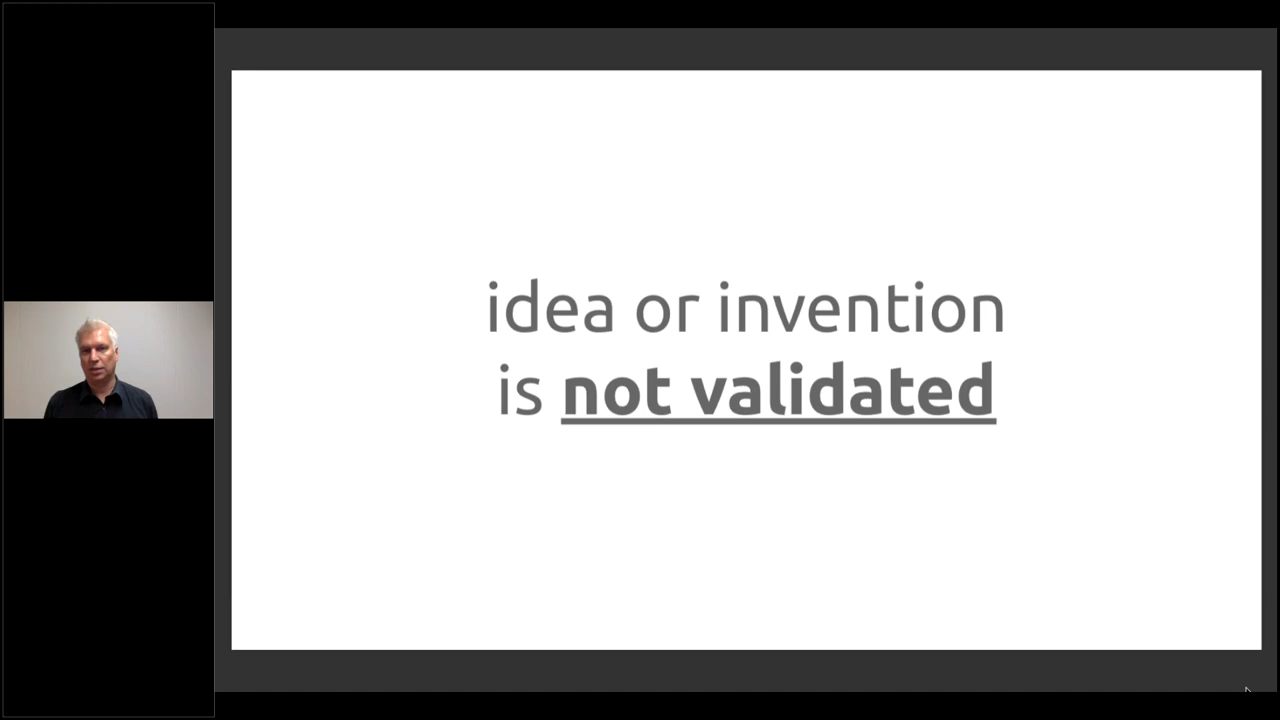 idea or invention
is not validated